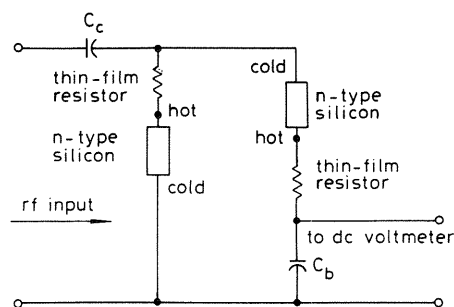 C_c
thin-film
resistor
hot
n-type
silicon
cold
rf input
cold
n-type
silicon
hot
thin-film
resistor
to dc voltmeter
C_b